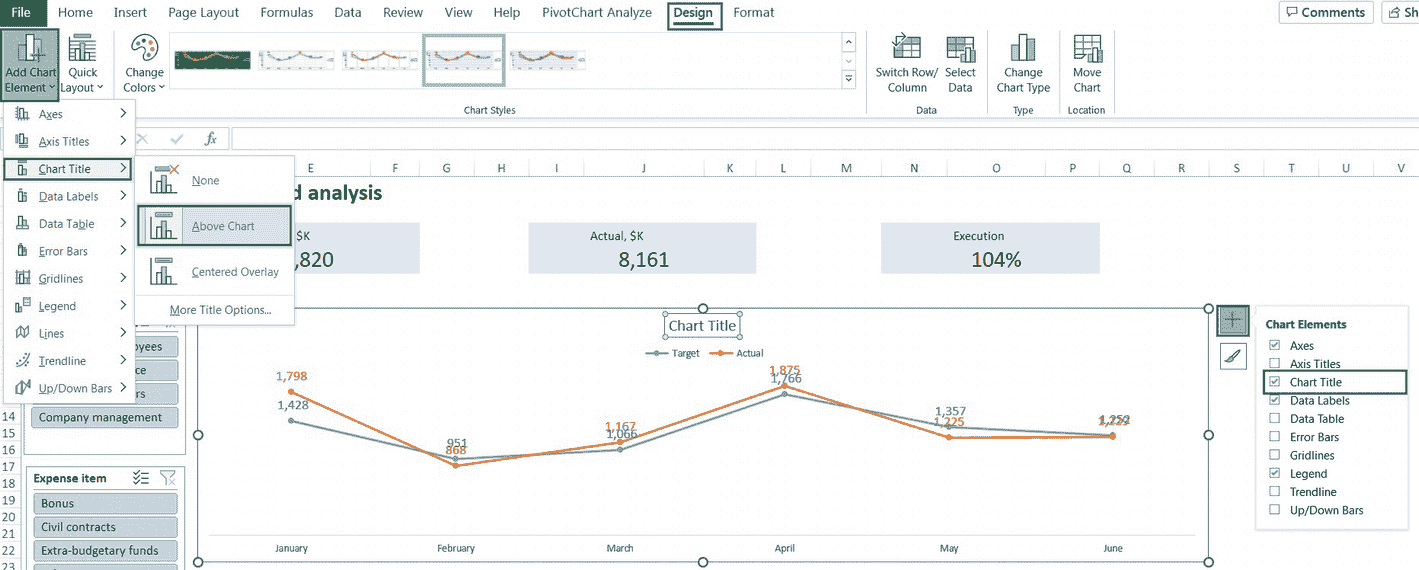 File Home Insert Page Layout Formulas Data Review View Help PivotChart Analyze Design Format Comments Sh
Add Chart Element
Quick Layout
Change Colors
Switch Row/ Column
Select Data
Change Chart Type
Move Chart
Chart Styles Data Type Location
Axes
Axis Titles
Chart Title
Data Labels
Data Table
Error Bars
Gridlines
Legend
Lines
Trendline
Up/Down Bars
None
Above Chart
Centered Overlay
More Title Options...
fx
E F G H I J K L M N O P Q R S T U V
d analysis
$K Actual, $K Execution
,820 8,161 104%
Chart Title
Target Actual
1,798
1,428
951
868
1,167
1,066
1,875
1,766
1,357
1,225
January February March April May June
oyees
ce
rs
Company management
Expense item
Bonus
Civil contracts
Extra-budgetary funds
14
15
16
17
18
19
20
21
22
23
Chart Elements
Axes
Axis Titles
Chart Title
Data Labels
Data Table
Error Bars
Gridlines
Legend
Trendline
Up/Down Bars